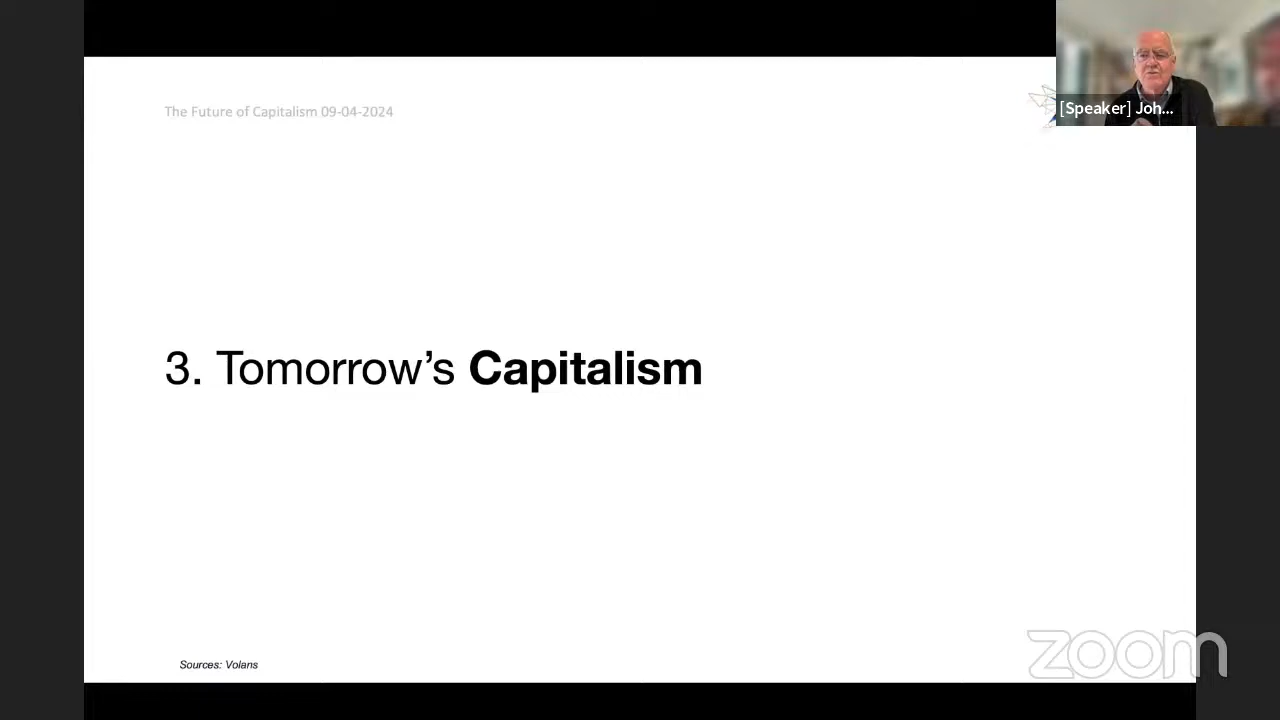 The Future of Capitalism 09-04-2024
[Speaker] Joh...
3. Tomorrow’s Capitalism
Sources: Volans
zoom